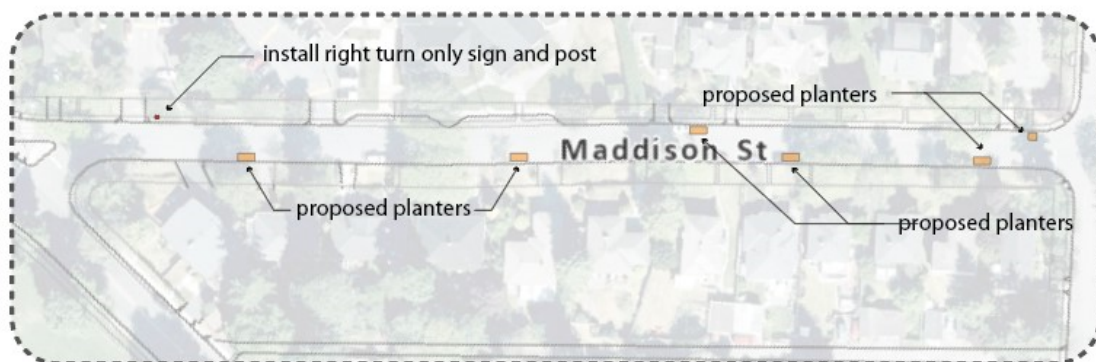 install right turn only sign and post
proposed planters
Maddison St
proposed planters
proposed planters